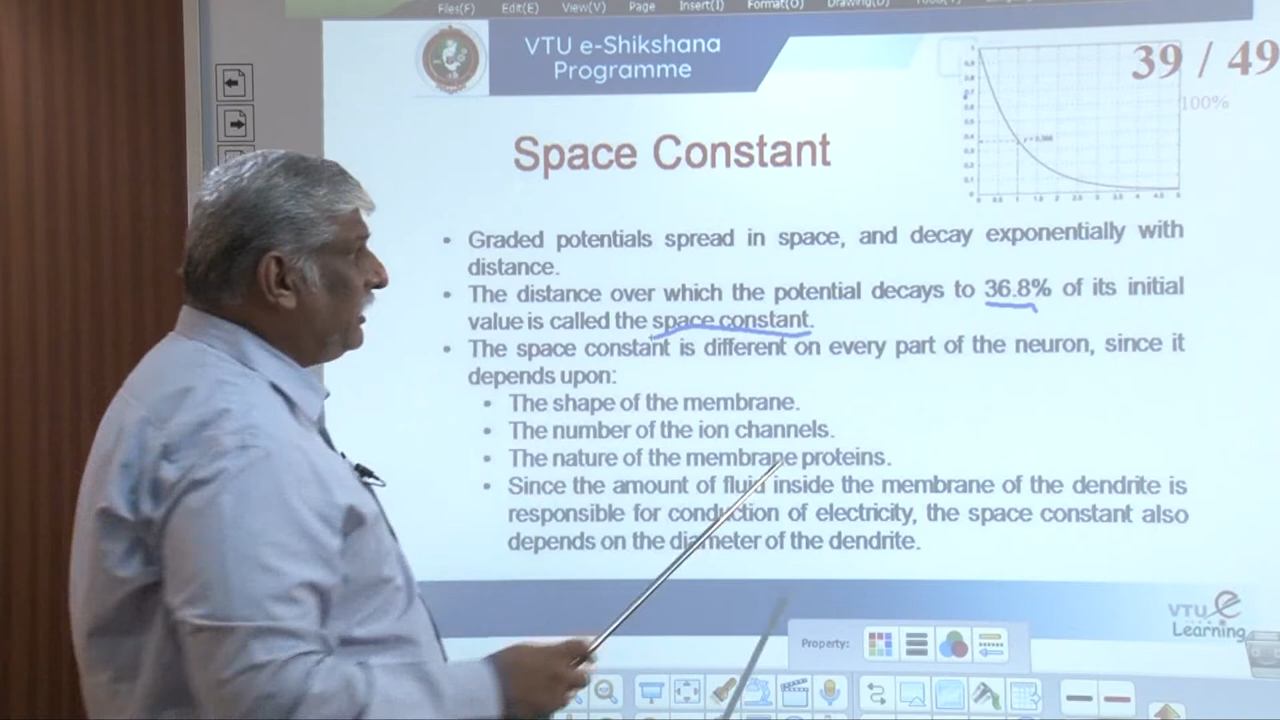 Files(F) Edit(E) View(V) Page Insert(I) Format(O) Drawing(D)
VTU e-Shikshana
Programme
39 / 49
100%
Space Constant
• Graded potentials spread in space, and decay exponentially with
distance.
• The distance over which the potential decays to 36.8% of its initial
value is called the space constant.
• The space constant is different on every part of the neuron, since it
depends upon:
• The shape of the membrane.
• The number of the ion channels.
• The nature of the membrane proteins.
• Since the amount of fluid inside the membrane of the dendrite is
responsible for conduction of electricity, the space constant also
depends on the diameter of the dendrite.
VTU e
Learning
Property: